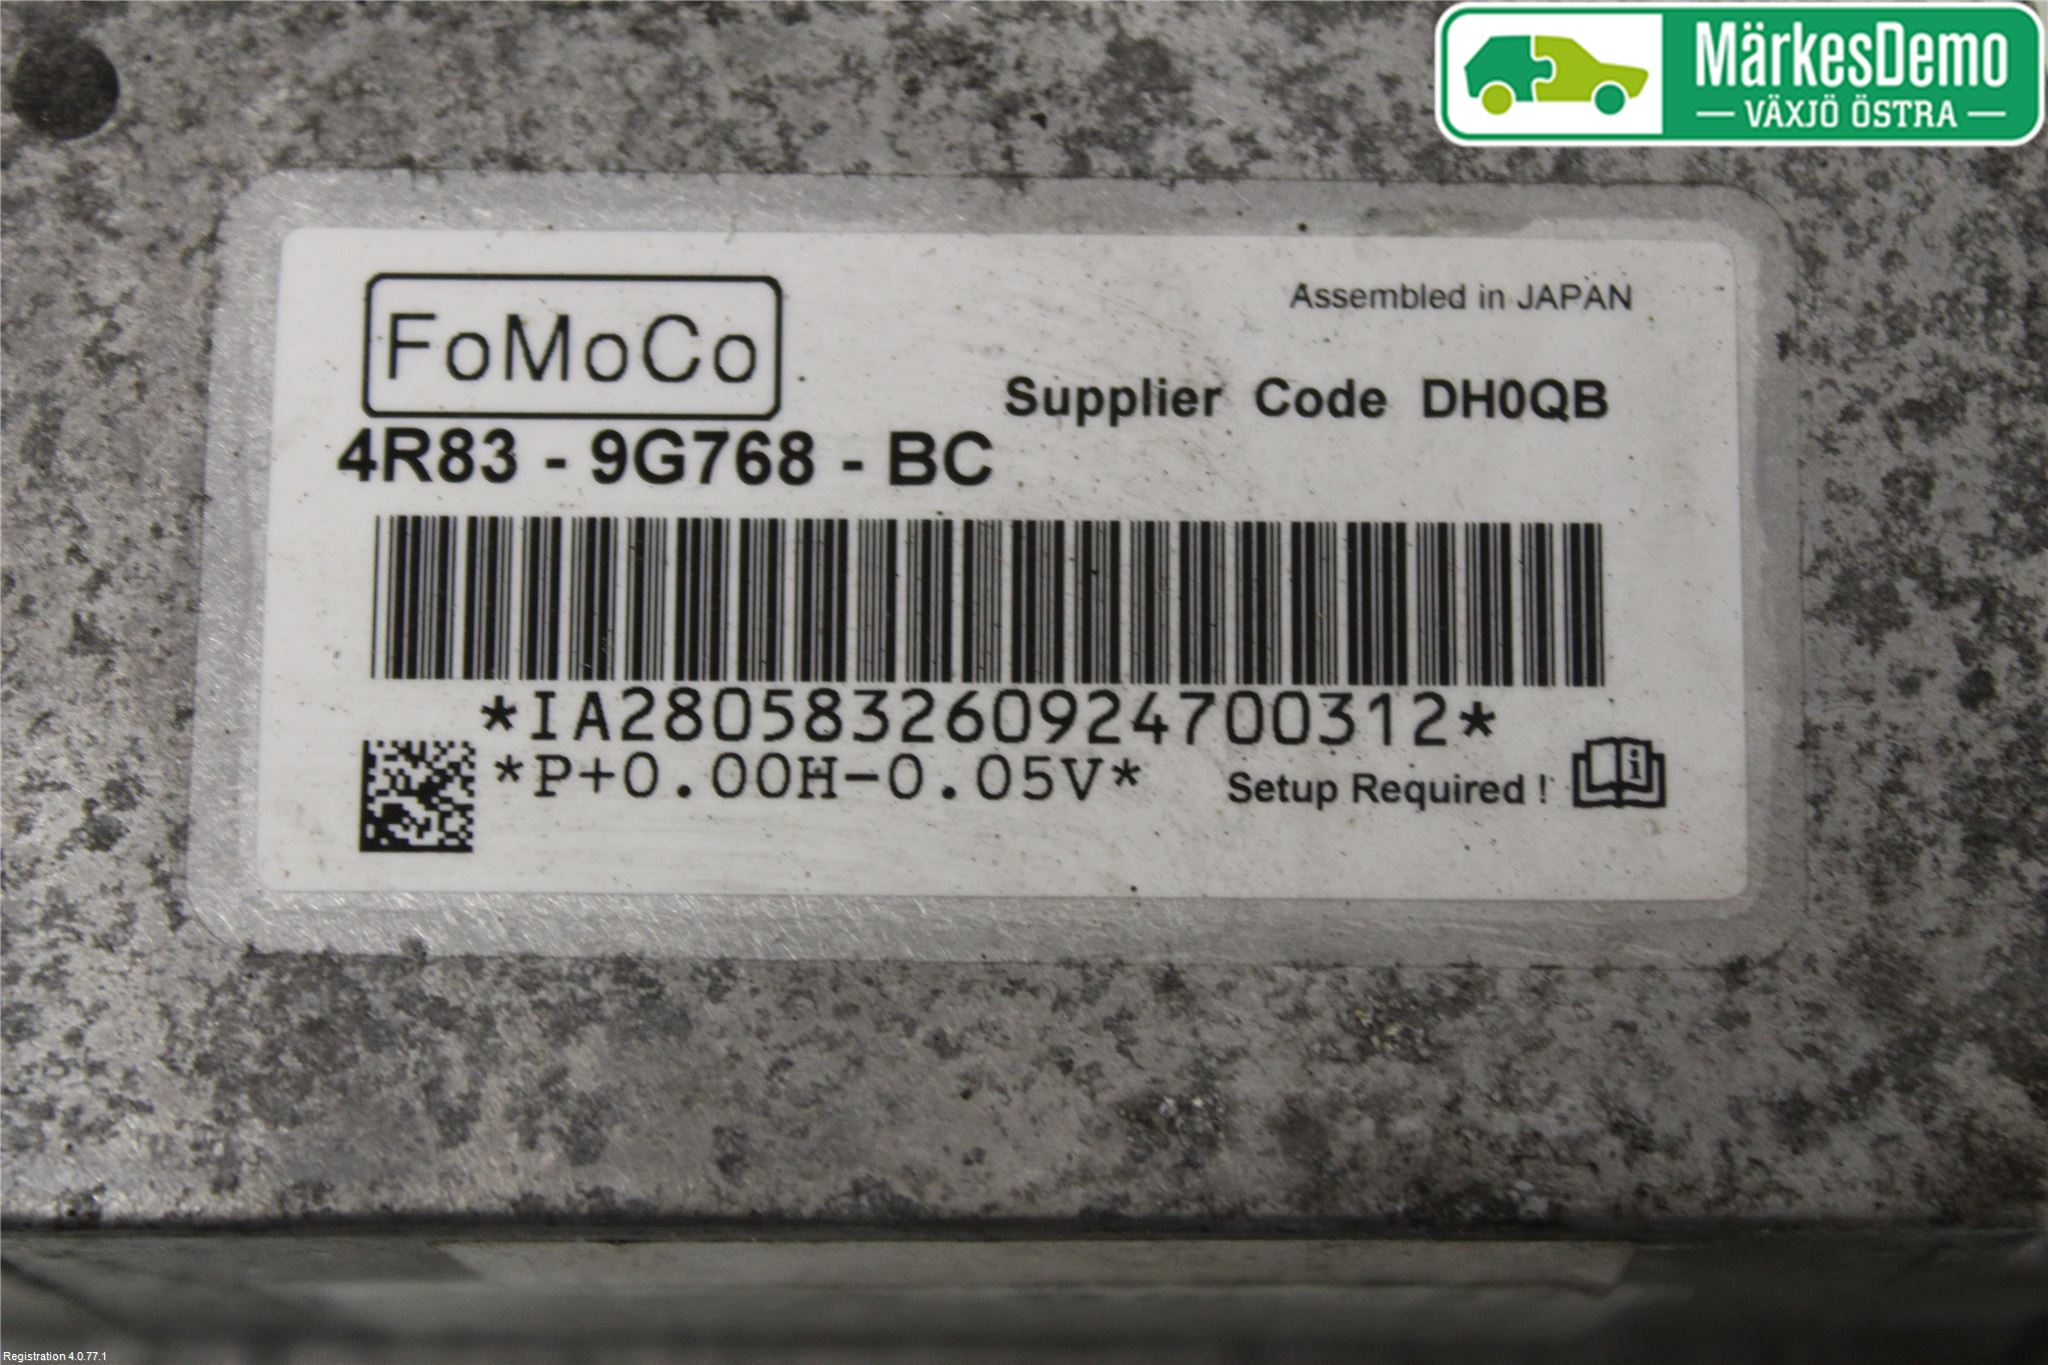 MärkesDemo
VÄXJÖ ÖSTRA
Assembled in JAPAN
FoMoCo
Supplier Code DH0QB
4R83 - 9G768 - BC
*IA280583260924700312*
*P+0.00H-0.05V*
Setup Required !
i
Registration 4.0.77.1